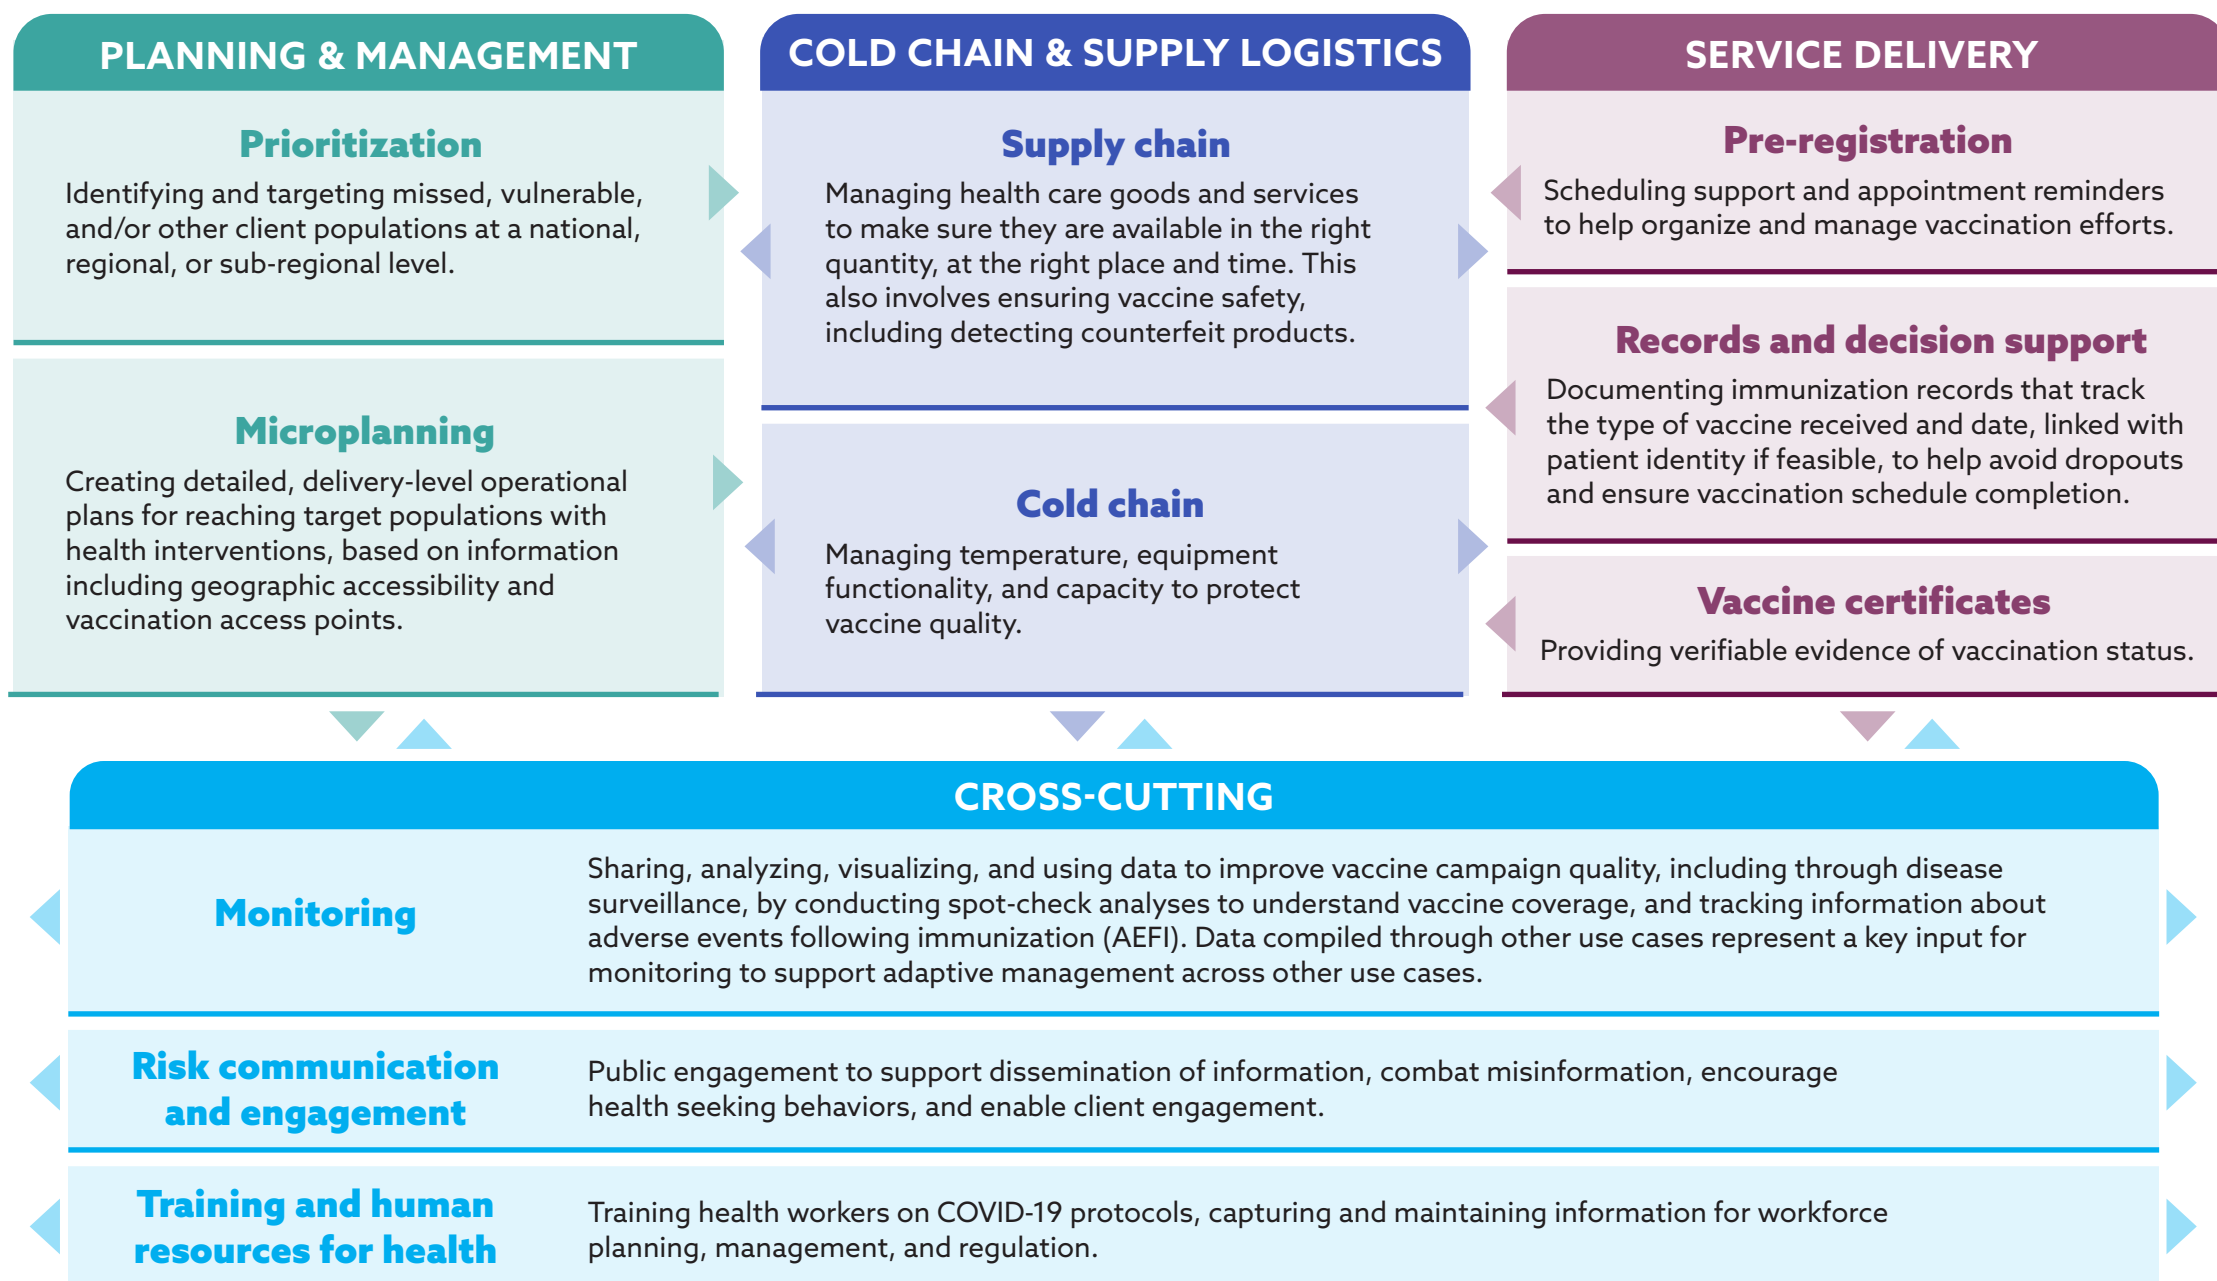 PLANNING & MANAGEMENT
Prioritization
Identifying and targeting missed, vulnerable,
and/or other client populations at a national,
regional, or sub-regional level.
Microplanning
Creating detailed, delivery-level operational
plans for reaching target populations with
health interventions, based on information
including geographic accessibility and
vaccination access points.
COLD CHAIN & SUPPLY LOGISTICS
Supply chain
Managing health care goods and services
to make sure they are available in the right
quantity, at the right place and time. This
also involves ensuring vaccine safety,
including detecting counterfeit products.
Cold chain
Managing temperature, equipment
functionality, and capacity to protect
vaccine quality.
SERVICE DELIVERY
Pre-registration
Scheduling support and appointment reminders
to help organize and manage vaccination efforts.
Records and decision support
Documenting immunization records that track
the type of vaccine received and date, linked with
patient identity if feasible, to help avoid dropouts
and ensure vaccination schedule completion.
Vaccine certificates
Providing verifiable evidence of vaccination status.
CROSS-CUTTING
Monitoring
Sharing, analyzing, visualizing, and using data to improve vaccine campaign quality, including through disease
surveillance, by conducting spot-check analyses to understand vaccine coverage, and tracking information about
adverse events following immunization (AEFI). Data compiled through other use cases represent a key input for
monitoring to support adaptive management across other use cases.
Risk communication
and engagement
Public engagement to support dissemination of information, combat misinformation, encourage
health seeking behaviors, and enable client engagement.
Training and human
resources for health
Training health workers on COVID-19 protocols, capturing and maintaining information for workforce
planning, management, and regulation.